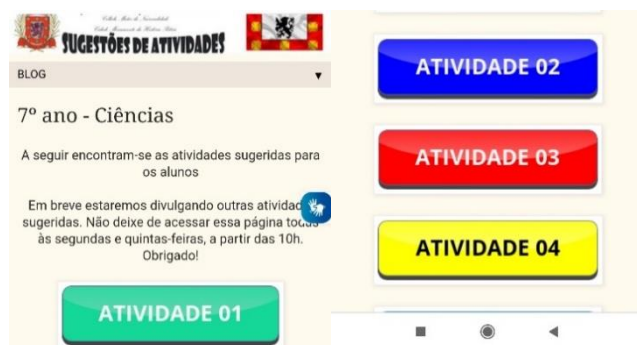 SUGESTÕES DE ATIVIDADES
BLOG
7º ano - Ciências
A seguir encontram-se as atividades sugeridas para
os alunos
Em breve estaremos divulgando outras
sugeridas. Não deixe de acessar essa página
às segundas e quintas-feiras, a partir das 10h.
Obrigado!
ATIVIDADE 01
ATIVIDADE 02
ATIVIDADE 03
ATIVIDADE 04